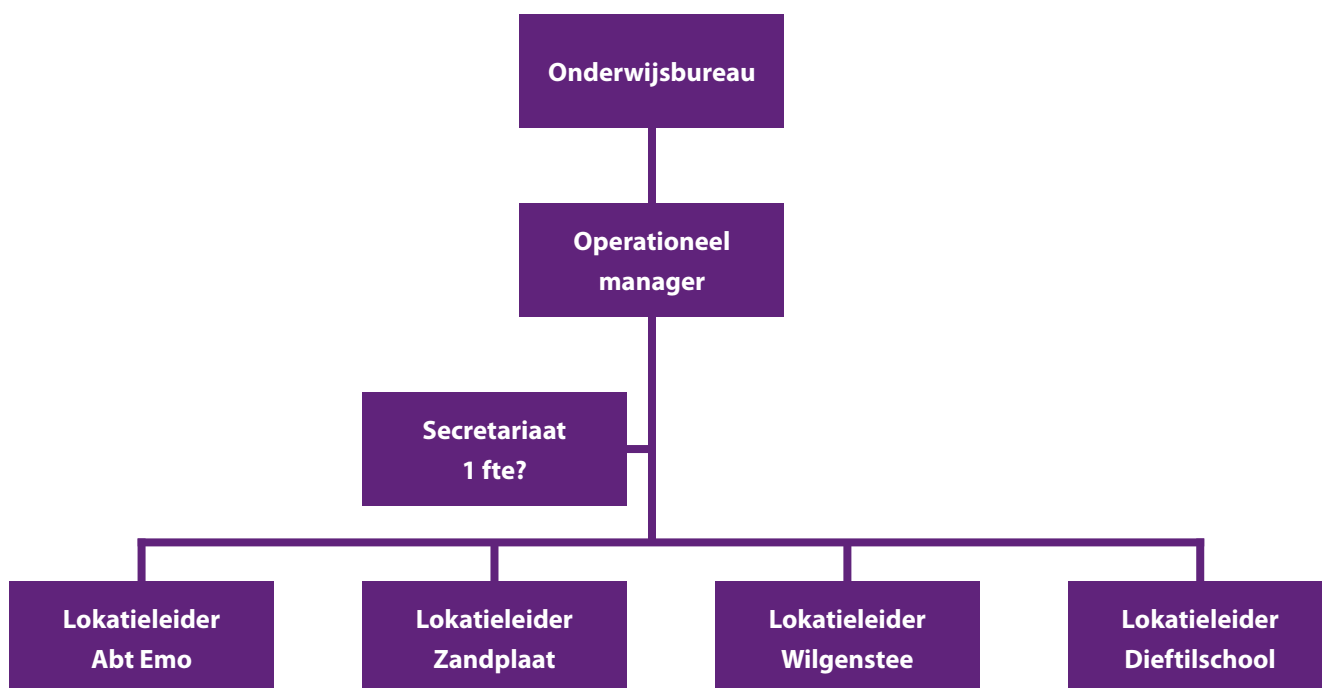 Onderwijsbureau
Operationeel
manager
Secretariaat
1 fte?
Lokatieleider
Abt Emo
Lokatieleider
Zandplaat
Lokatieleider
Wilgenstee
Lokatieleider
Dieftilschool